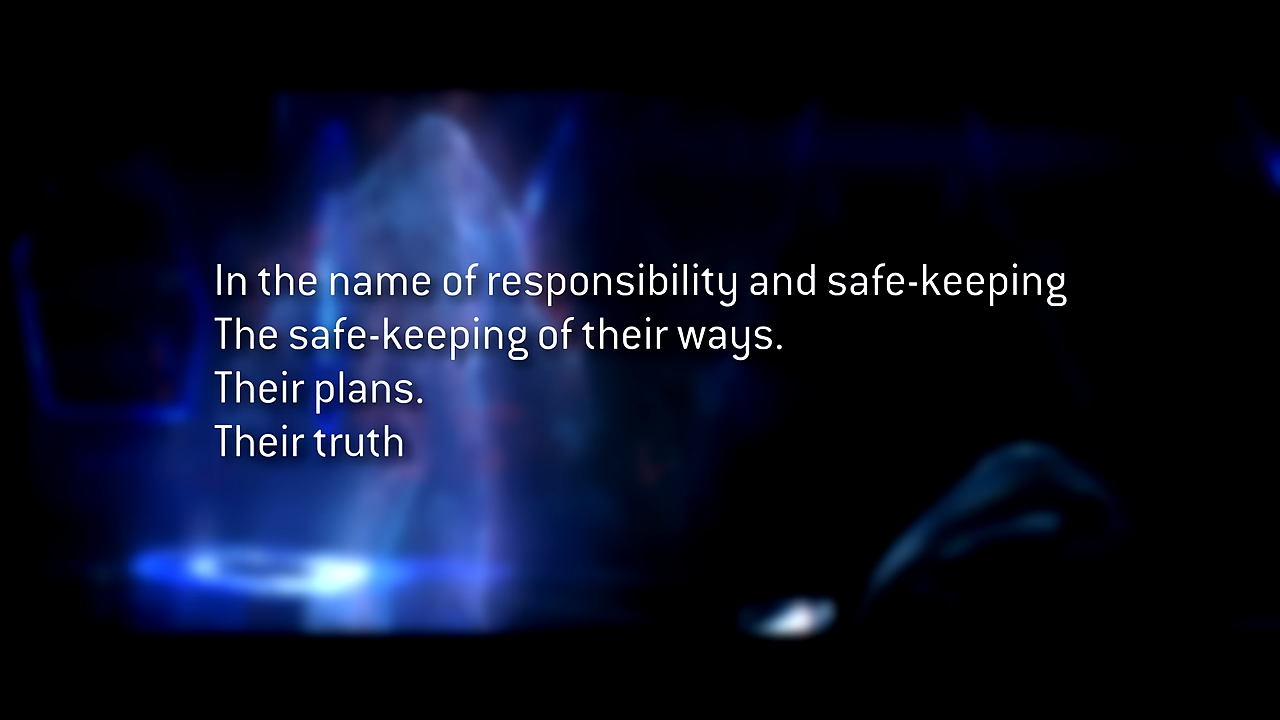 In the name of responsibility and safe-keeping
The safe-keeping of their ways.
Their plans.
Their truth